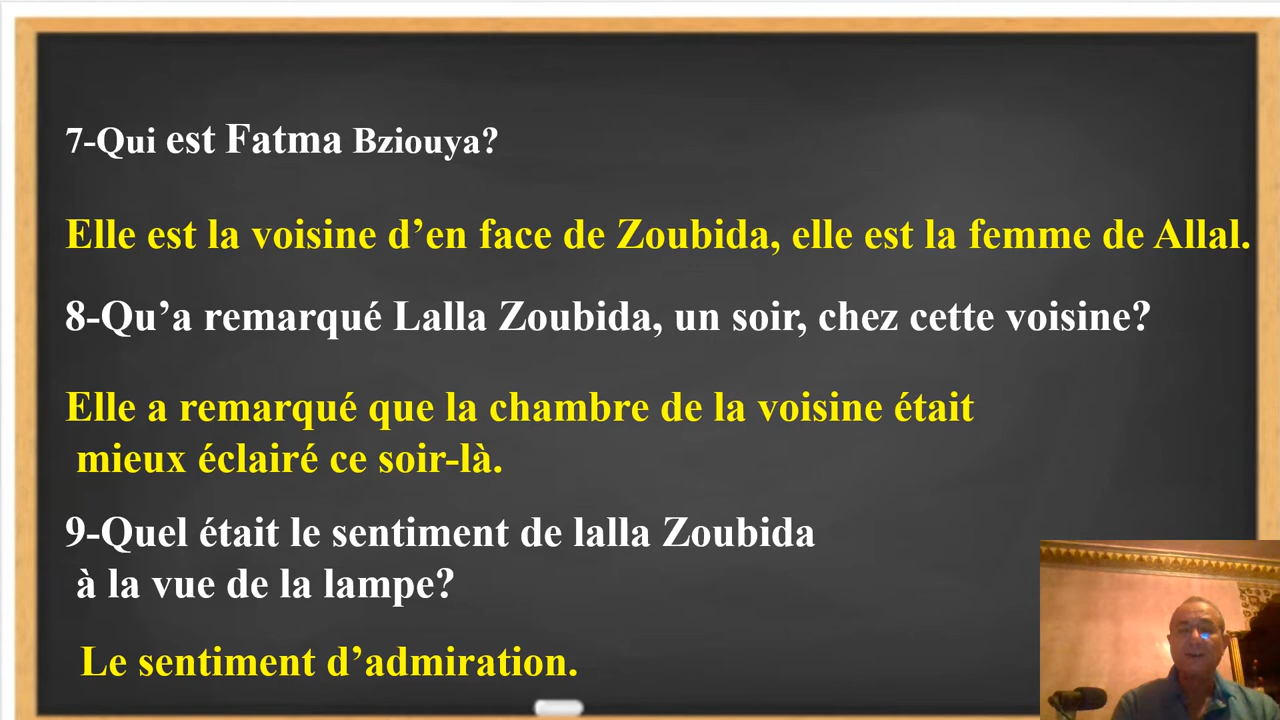 7-Qui est Fatma Bziouya?
Elle est la voisine d’en face de Zoubida, elle est la femme de Allal.
8-Qu’a remarqué Lalla Zoubida, un soir, chez cette voisine?
Elle a remarqué que la chambre de la voisine était
mieux éclairé ce soir-là.
9-Quel était le sentiment de lalla Zoubida
à la vue de la lampe?
Le sentiment d’admiration.